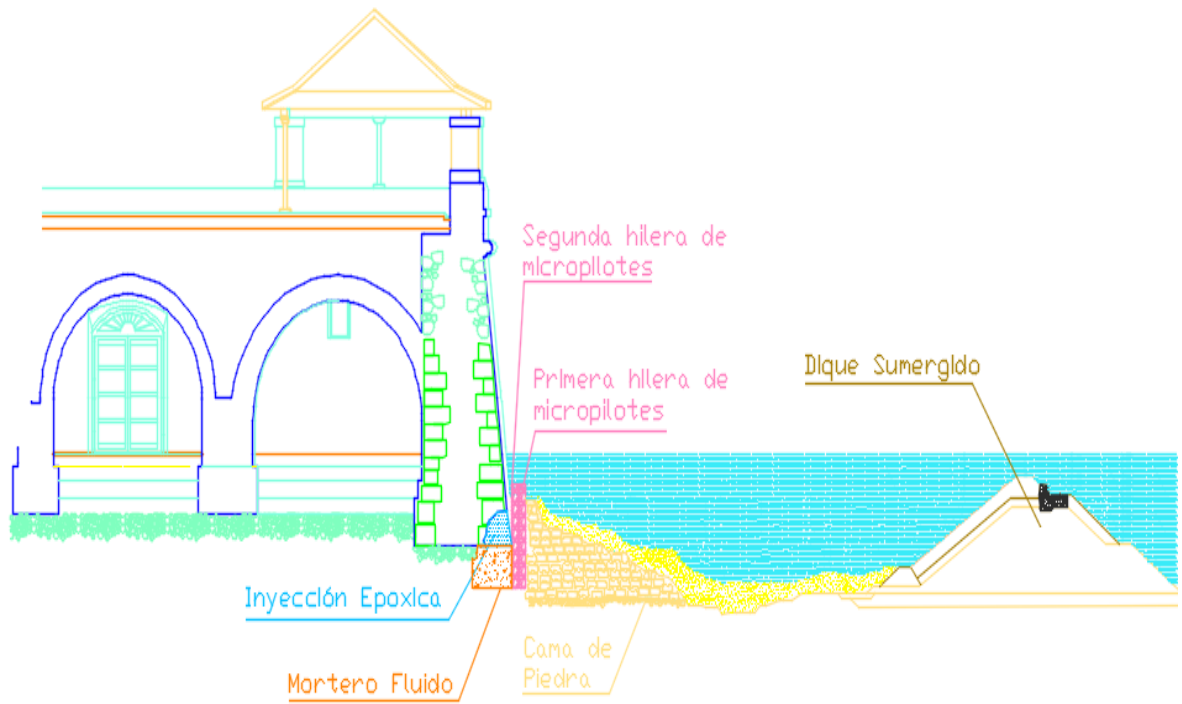 Segunda hilera de
micropilotes
Primera hilera de
micropilotes
Dique Sumergido
Inyección Epoxica
Mortero Fluido
Cama de
Piedra